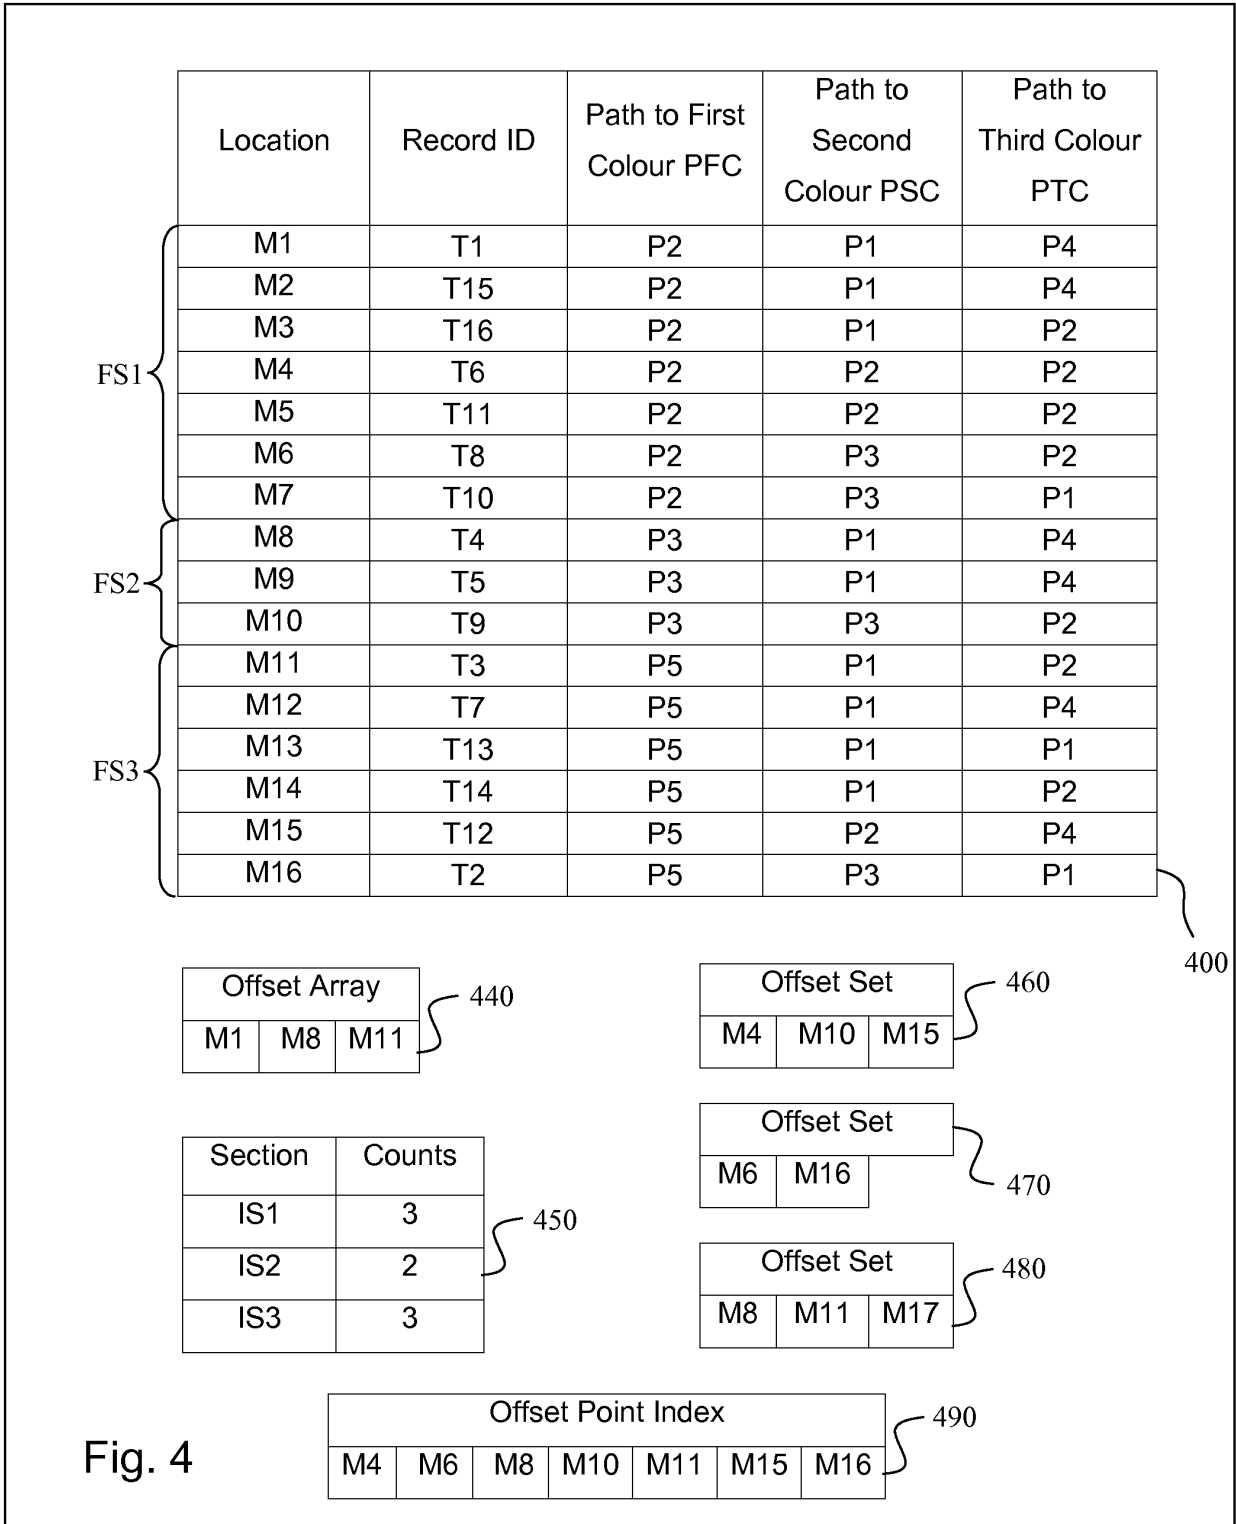 Location Record ID Path to First Colour PFC Path to Second Colour PSC Path to Third Colour PTC
M1 T1 P2 P1 P4
M2 T15 P2 P1 P4
M3 T16 P2 P1 P2
FS1 M4 T6 P2 P2 P2
M5 T11 P2 P2 P2
M6 T8 P2 P3 P2
M7 T10 P2 P3 P1
M8 T4 P3 P1 P4
FS2 M9 T5 P3 P1 P4
M10 T9 P3 P3 P2
M11 T3 P5 P1 P2
M12 T7 P5 P1 P4
M13 T13 P5 P1 P1
FS3 M14 T14 P5 P1 P2
M15 T12 P5 P2 P4
M16 T2 P5 P3 P1
400
Offset Array
M1 M8 M11
440
Offset Set
M4 M10 M15
460
Section Counts
IS1 3
IS2 2
IS3 3
450
Offset Set
M6 M16
470
Offset Set
M8 M11 M17
480
Offset Point Index
M4 M6 M8 M10 M11 M15 M16
490
Fig. 4